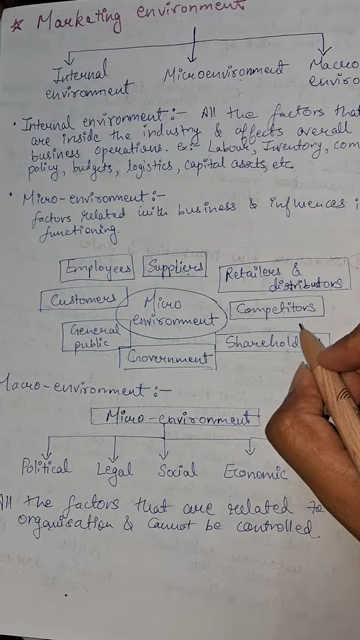 * Marketing environment
Internal environment
Microenvironment
Macro
• Internal environment :- All the factors that
are inside the industry & affects overall
business operations. ex:- Labour, Inventory,
policy, budgets, logistics, capital assets, etc.
• Micro-environment :-
factors related with business & influences
functioning.
Employees
Suppliers
Retailers & distributors
Customers
Micro environment
Competitors
General public
Government
Macro-environment :-
Micro-environment
Political Legal Social Economic
All the factors that are related to
organisation & cannot be controlled